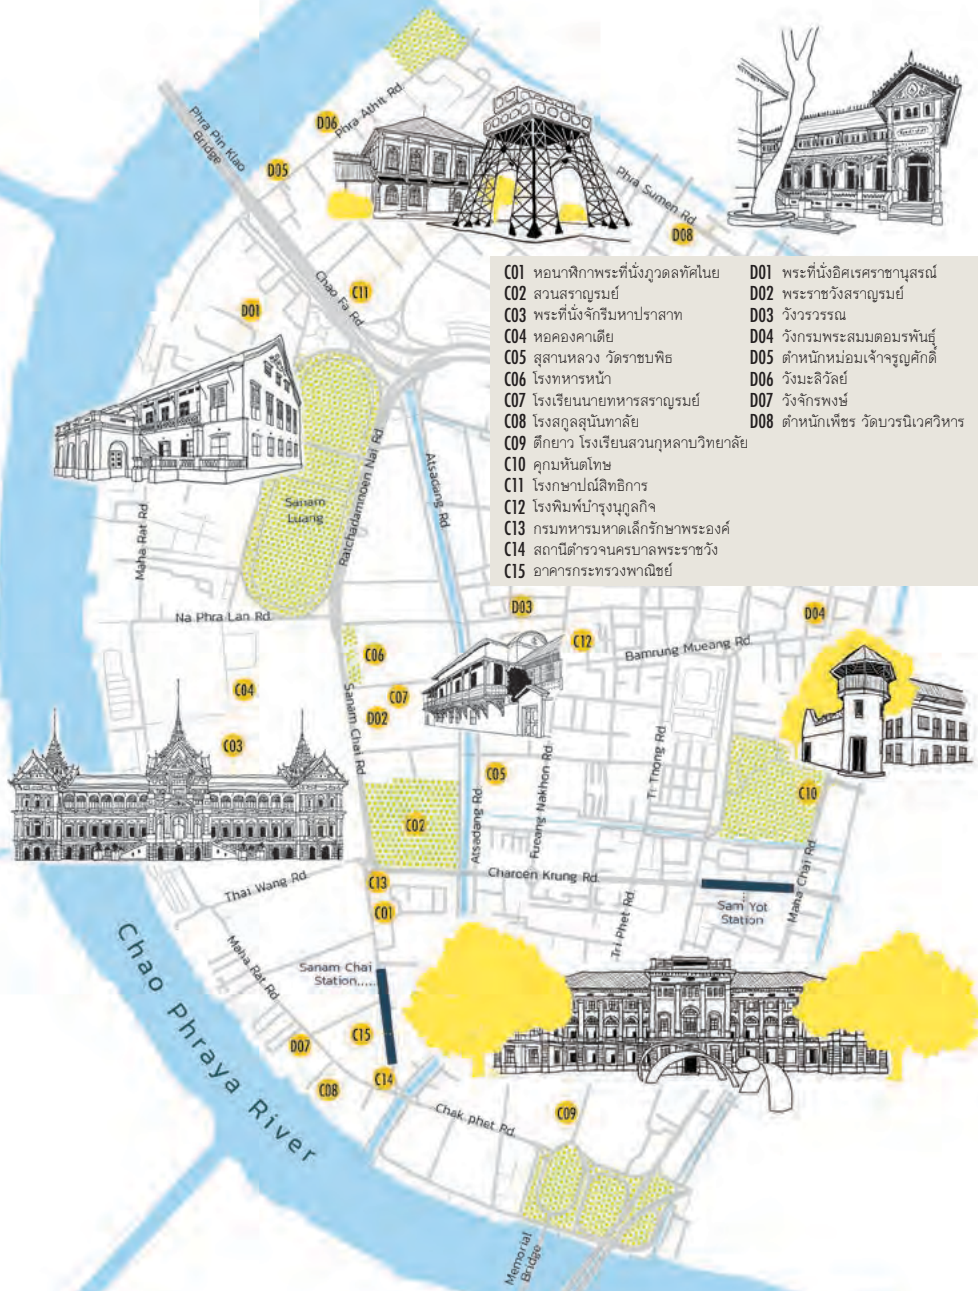 D06
Phra Athit Rd.
Phra Pin Klao
Bridge
D05
Phra Sumen Rd.
D08
C01 หอนาฬิกาพระที่นั่งภูวดลทัศไนย
C02 สวนสราญรมย์
C03 พระที่นั่งจักรีมหาปราสาท
C04 หอคองคาเดีย
C05 สุสานหลวง วัดราชบพิธ
C06 โรงทหารหน้า
C07 โรงเรียนนายทหารสราญรมย์
C08 โรงสกูลสุนันทาลัย
C09 ตึกยาว โรงเรียนสวนกุหลาบวิทยาลัย
C10 คุกมหันตโทษ
C11 โรงกษาปณ์สิทธิการ
C12 โรงพิมพ์บำรุงนุกูลกิจ
C13 กรมทหารมหาดเล็กรักษาพระองค์
C14 สถานีตำรวจนครบาลพระราชวัง
C15 อาคารกระทรวงพาณิชย์
D01 พระที่นั่งอิศเรศราชานุสรณ์
D02 พระราชวังสราญรมย์
D03 วังวรวรรณ
D04 วังกรมพระสมมตอมรพันธุ์
D05 ตำหนักหม่อมเจ้าจรูญศักดิ์
D06 วังมะลิวัลย์
D07 วังจักรพงษ์
D08 ตำหนักเพ็ชร วัดบวรนิเวศวิหาร
C11
D01
Chao Fa Rd.
Ratchadamnoen Nai Rd.
Atsadang Rd.
Sanam
Luang
Maha Rat Rd.
Na Phra Lan Rd.
D03
D04
C12
Bamrung Mueang Rd.
C06
C04
C07
D02
C03
Sanam Chai Rd.
Ti Thong Rd.
C05
C10
Fueang Nakhon Rd.
Atsadang Rd.
C02
Charoen Krung Rd.
Maha Chai Rd.
Thai Wang Rd.
C13
C01
Sam Yot
Station
Tri Phet Rd.
Maha Rat Rd.
Sanam Chai
Station.....
C15
D07
C14
C08
Chao Phraya River
Chak phet Rd.
C09
Memorial
Bridge